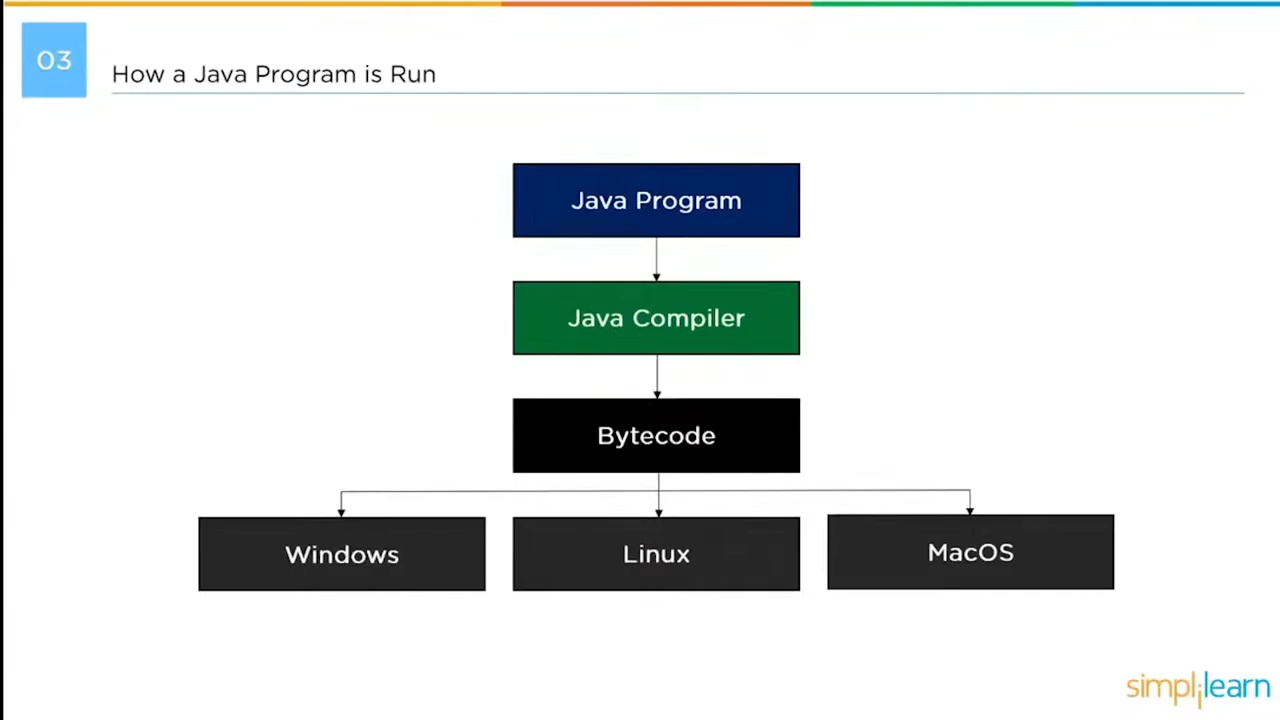 03
How a Java Program is Run
Java Program
Java Compiler
Bytecode
Windows
Linux
MacOS
simplilearn